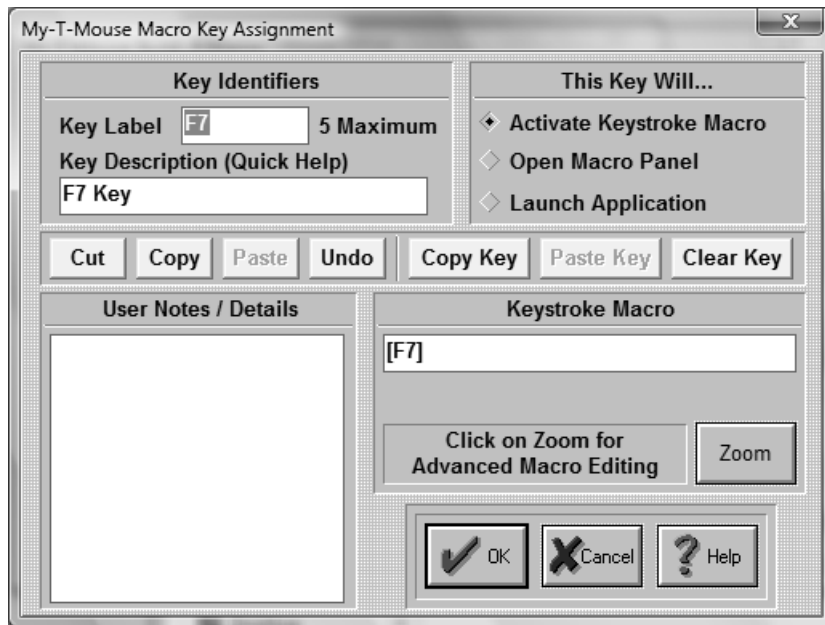 My-T-Mouse Macro Key Assignment
Key Identifiers
Key Label F7 5 Maximum
Key Description (Quick Help)
F7 Key
This Key Will...
Activate Keystroke Macro
Open Macro Panel
Launch Application
Cut Copy Paste Undo Copy Key Paste Key Clear Key
User Notes / Details
Keystroke Macro
[F7]
Click on Zoom for
Advanced Macro Editing
Zoom
OK Cancel Help